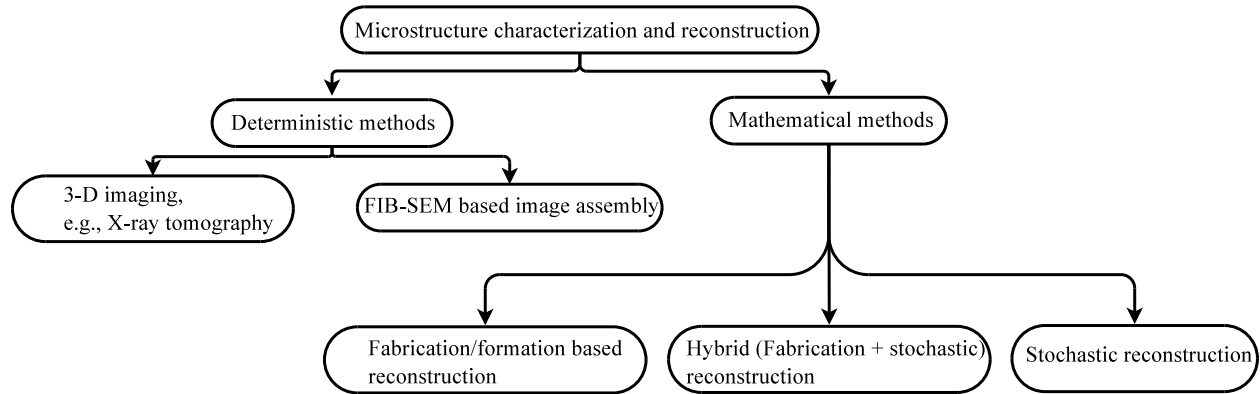 Microstructure characterization and reconstruction
Deterministic methods
Mathematical methods
3-D imaging,
e.g., X-ray tomography
FIB-SEM based image assembly
Fabrication/formation based
reconstruction
Hybrid (Fabrication + stochastic)
reconstruction
Stochastic reconstruction